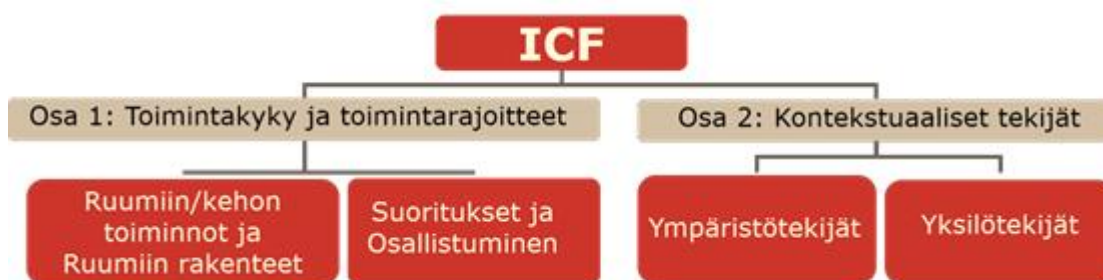 ICF
Osa 1: Toimintakyky ja toimintarajoitteet
Osa 2: Kontekstuaaliset tekijät
Ruumiin/kehon
toiminnot ja
Ruumiin rakenteet
Suoritukset ja
Osallistuminen
Ympäristötekijät
Yksilötekijät